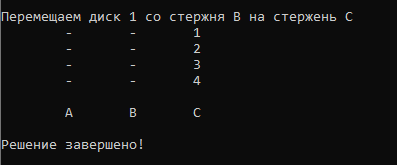 Перемещаем диск 1 со стержня B на стержень C
- - 1
- - 2
- - 3
- - 4
A B C
Решение завершено!